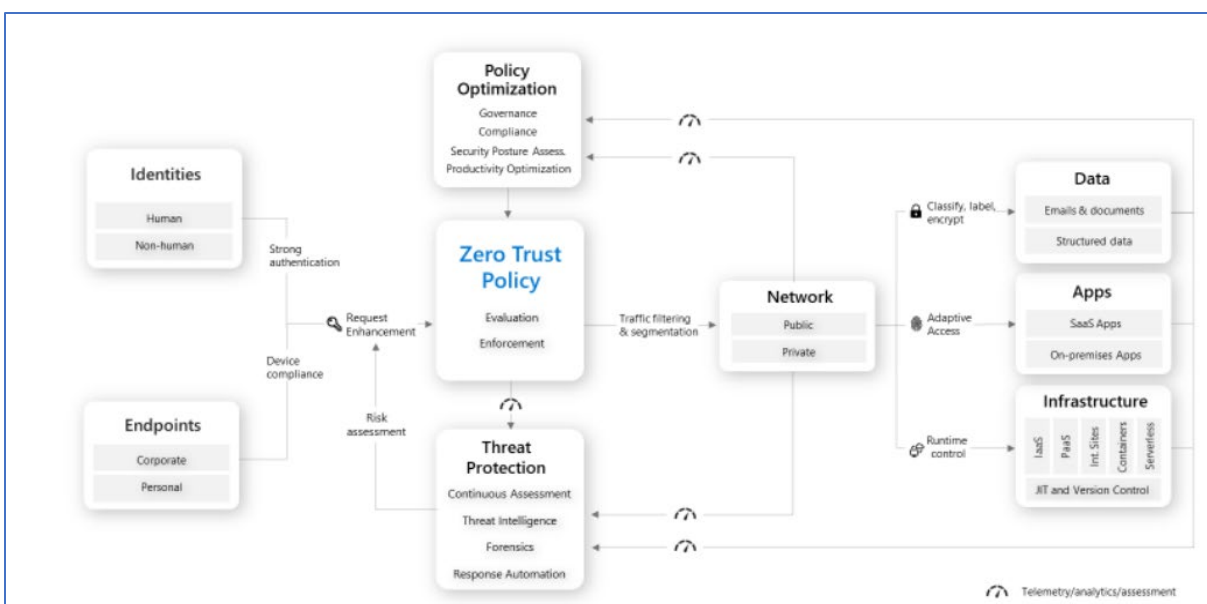 Policy
Optimization
Governance
Compliance
Security Posture Assess.
Productivity Optimization
Identities
Human
Non-human
Strong
authentication
Zero Trust
Policy
Evaluation
Enforcement
Request
Enhancement
Device
compliance
Risk
assessment
Endpoints
Corporate
Personal
Threat
Protection
Continuous Assessment
Threat Intelligence
Forensics
Response Automation
Traffic filtering
& segmentation
Network
Public
Private
Classify, label,
encrypt
Adaptive
Access
Runtime
control
Data
Emails & documents
Structured data
Apps
SaaS Apps
On-premises Apps
Infrastructure
IaaS
PaaS
Int. Sites
Containers
Serverless
JIT and Version Control
Telemetry/analytics/assessment